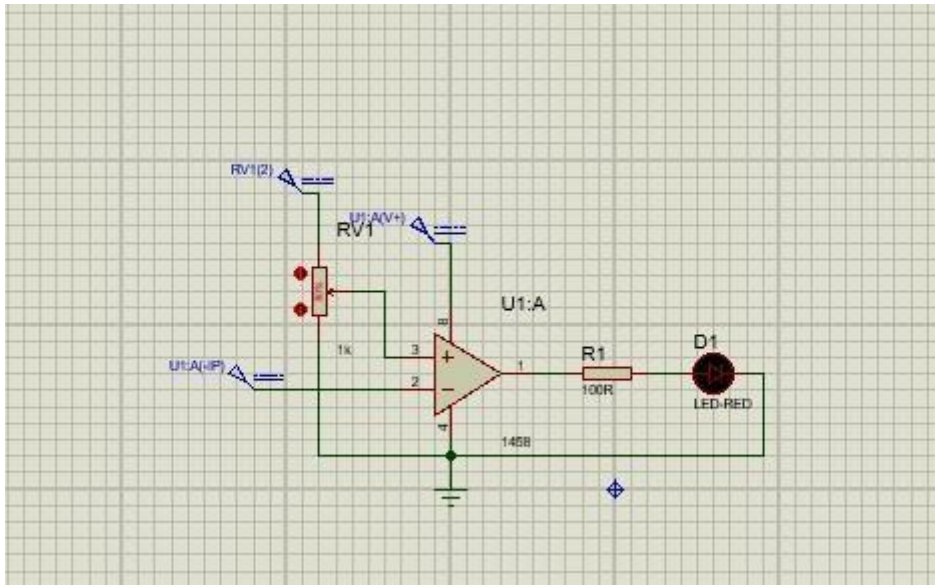 RV1(2)
U1:A(V+)
RV1
U1:A
8
1k
3
2
1
4
U1:A(-IP)
R1
100R
D1
LED-RED
1458